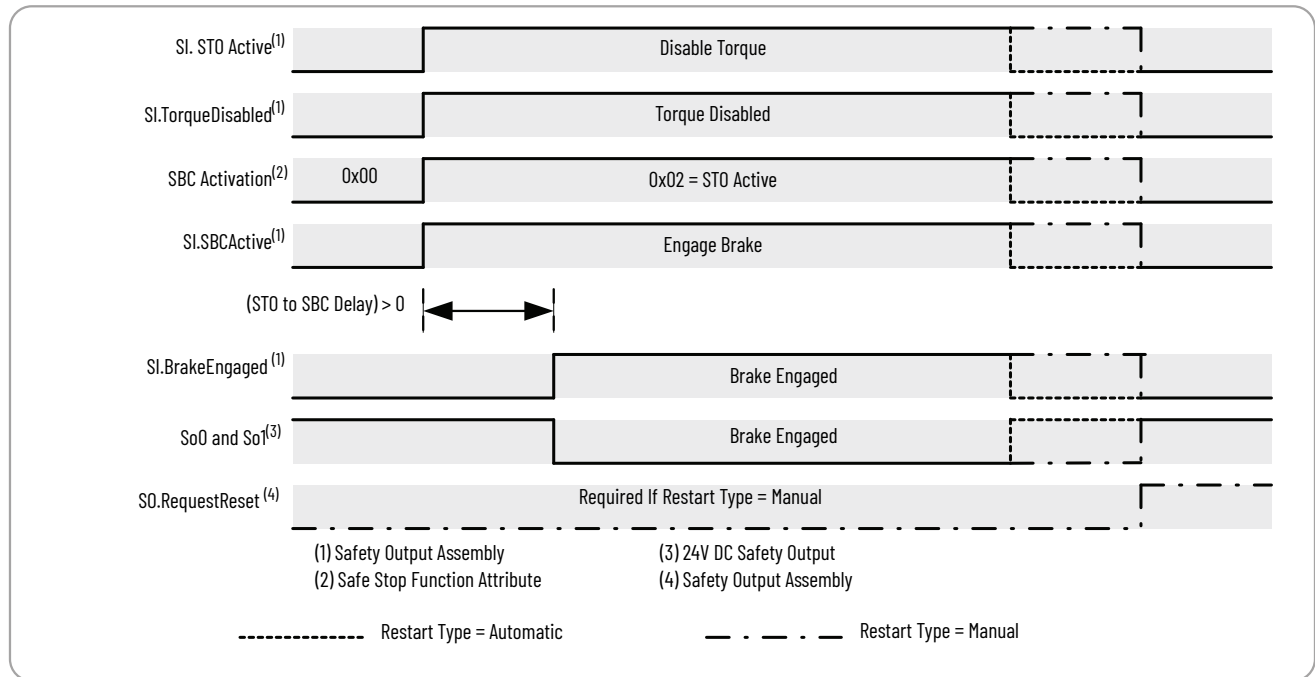 SI. STO Active(1)
Disable Torque
SI.TorqueDisabled(1)
Torque Disabled
SBC Activation(2)
0x00
0x02 = STO Active
SI.SBCActive(1)
Engage Brake
(STO to SBC Delay) > 0
SI.BrakeEngaged (1)
Brake Engaged
So0 and So1(3)
Brake Engaged
SO.RequestReset (4)
Required If Restart Type = Manual
(1) Safety Output Assembly
(3) 24V DC Safety Output
(2) Safe Stop Function Attribute
(4) Safety Output Assembly
Restart Type = Automatic
Restart Type = Manual